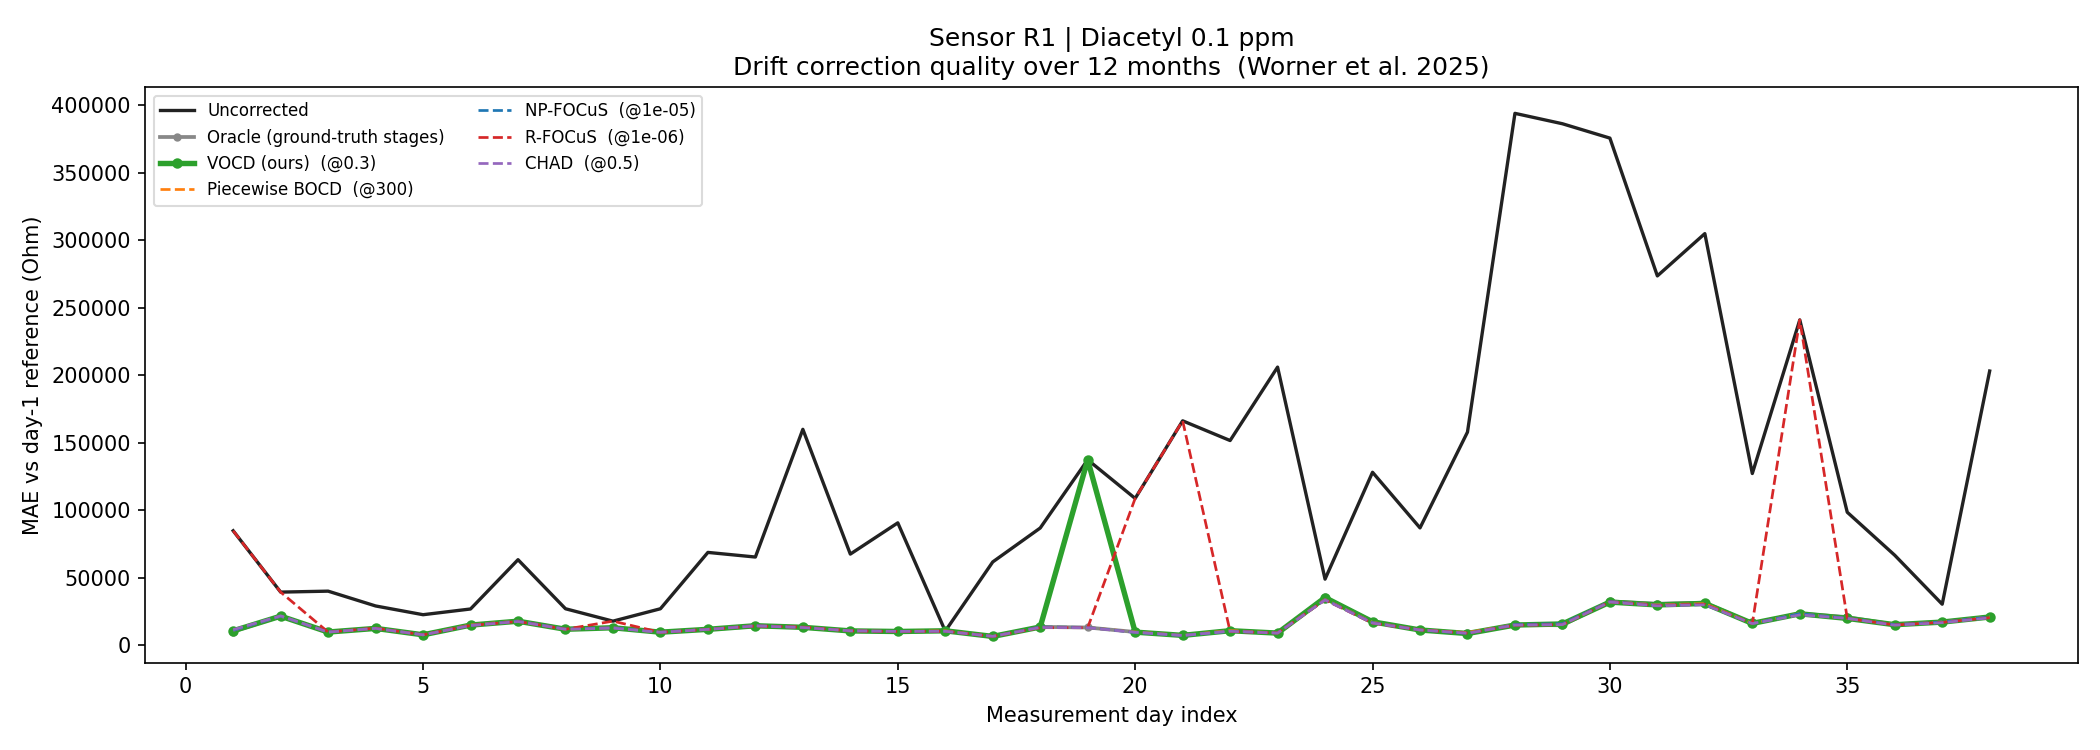 Sensor R1 | Diacetyl 0.1 ppm
Drift correction quality over 12 months  (Worner et al. 2025)
MAE vs day-1 reference (Ohm)
400000
350000
300000
250000
200000
150000
100000
50000
0
Uncorrected
Oracle (ground-truth stages)
VOCD (ours)  (@0.3)
Piecewise BOCD  (@300)
NP-FOCuS  (@1e-05)
R-FOCuS  (@1e-06)
CHAD  (@0.5)
0 5 10 15 20 25 30 35
Measurement day index